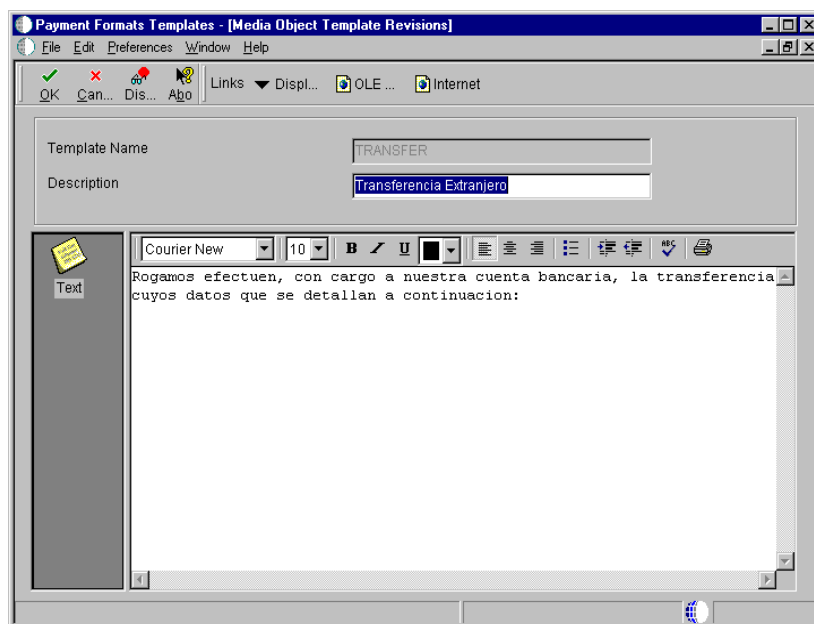 Payment Formats Templates - [Media Object Template Revisions]
File Edit Preferences Window Help
OK Can... Dis... Abo Links Displ... OLE ... Internet
Template Name TRANSFER
Description Transferencia Extranjero
Courier New 10 B I U ABC
Text
Rogamos efectuen, con cargo a nuestra cuenta bancaria, la transferencia
cuyos datos que se detallan a continuacion: